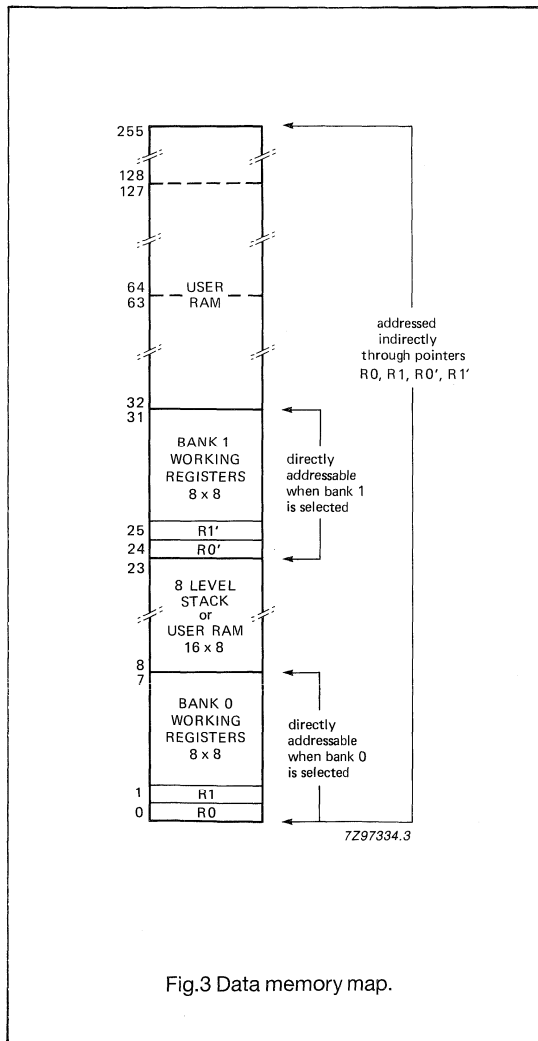 255
128
127
64
63
USER
RAM
addressed
indirectly
through pointers
R0, R1, R0', R1'
32
31
BANK 1
WORKING
REGISTERS
8 x 8
directly
addressable
when bank 1
is selected
25
R1'
24
R0'
23
8 LEVEL
STACK
or
USER RAM
16 x 8
8
7
BANK 0
WORKING
REGISTERS
8 x 8
directly
addressable
when bank 0
is selected
1
R1
0
R0
7Z97334.3
Fig.3 Data memory map.